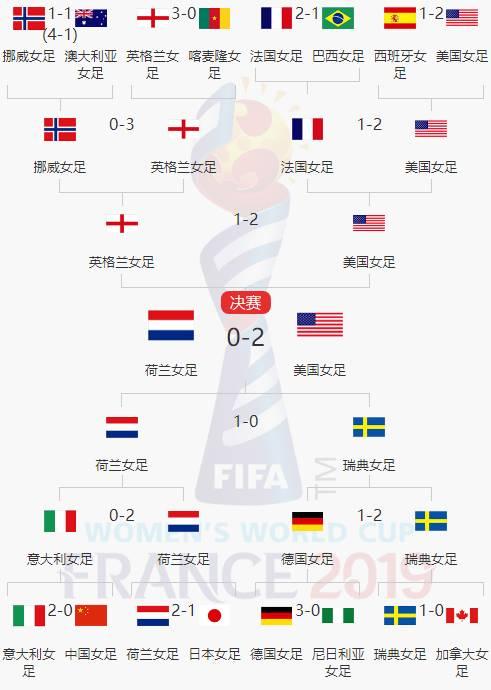 1-1 3-0 2-1 1-2
(4-1)
挪威女足 澳大利亚女足 英格兰女足 喀麦隆女足 法国女足 巴西女足 西班牙女足 美国女足
0-3 1-2
挪威女足 英格兰女足 法国女足 美国女足
1-2
英格兰女足 美国女足
决赛
0-2
荷兰女足 美国女足
1-0
荷兰女足 瑞典女足
FIFA
TM
0-2 1-2
WOMEN'S WORLD CUP
意大利女足 荷兰女足 德国女足 瑞典女足
FRANCE 2019
2-0 2-1 3-0 1-0
意大利女足 中国女足 荷兰女足 日本女足 德国女足 尼日利亚女足 瑞典女足 加拿大女足